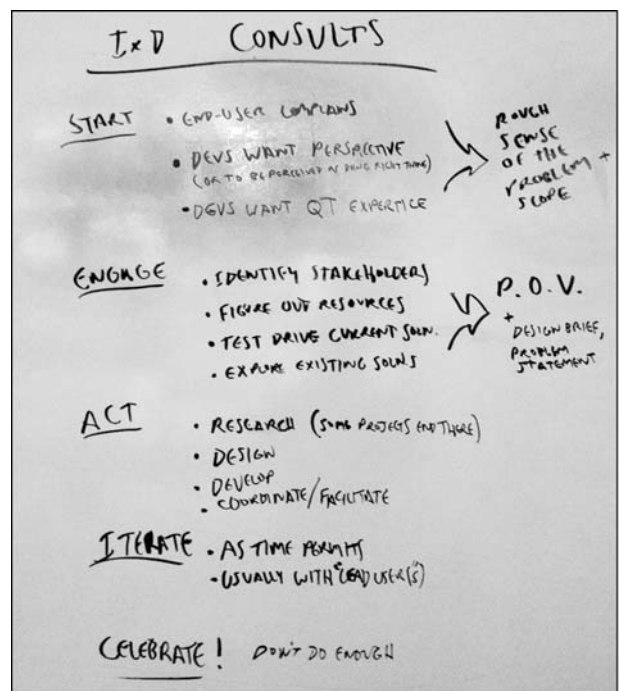 IxD CONSULTS
START • END-USER COMPLAINS
• DEVS WANT PERSPECTIVE
(OR TO BE PERCEIVED AS DOING RIGHT THING)
• DEVS WANT QT EXPERTICE
ROUGH
SENSE
OF THE
PROBLEM +
SCOPE
ENGAGE • IDENTIFY STAKEHOLDERS
• FIGURE OUT RESOURCES
• TEST DRIVE CURRENT SOLN.
• EXPLORE EXISTING SOLNS
P.O.V.
+
DESIGN BRIEF,
PROBLEM
STATEMENT
ACT • RESEARCH (SOME PROJECTS END THERE)
• DESIGN
• DEVELOP
• COORDINATE/FACILITATE
ITERATE • AS TIME PERMITS
• USUALLY WITH "LEAD USER(S)"
CELEBRATE! DON'T DO ENOUGH